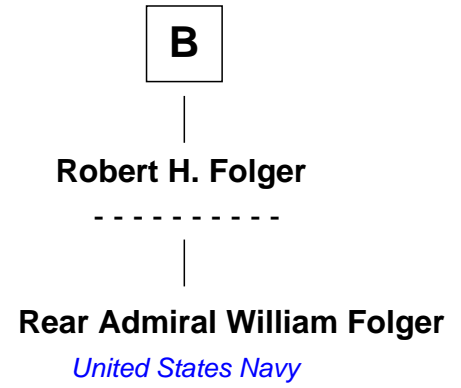 B
Robert H. Folger
- - - - - - - - - -
Rear Admiral William Folger
United States Navy